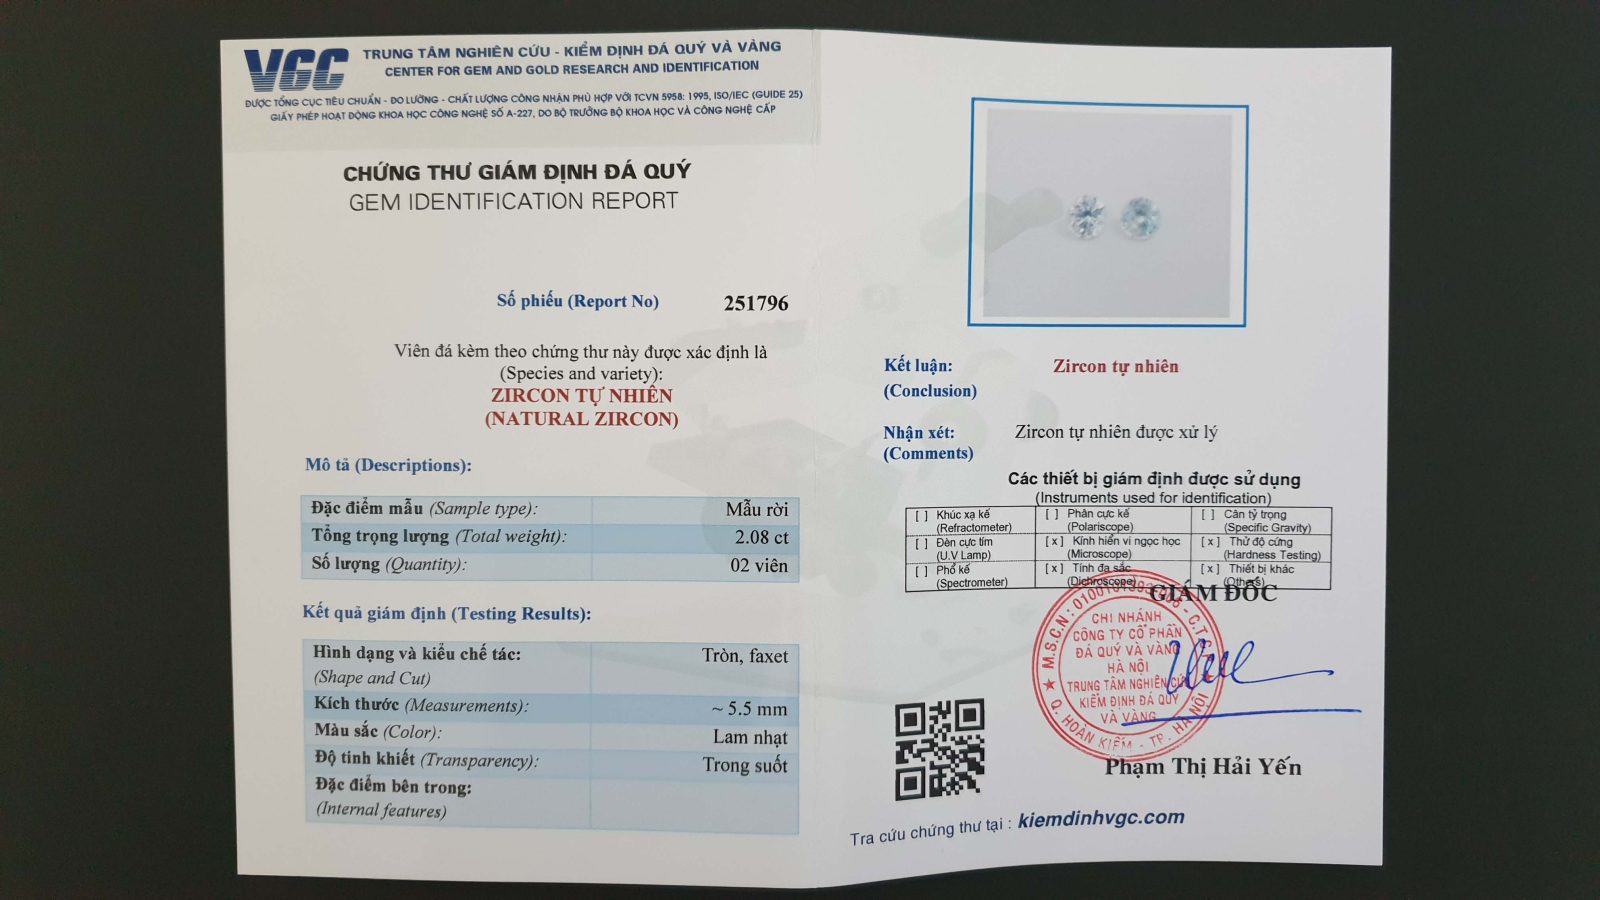 VGC
TRUNG TÂM NGHIÊN CỨU - KIỂM ĐỊNH ĐÁ QUÝ VÀ VÀNG
CENTER FOR GEM AND GOLD RESEARCH AND IDENTIFICATION
ĐƯỢC TỔNG CỤC TIÊU CHUẨN - ĐO LƯỜNG - CHẤT LƯỢNG CÔNG NHẬN PHÙ HỢP VỚI TCVN 5958: 1995, ISO/IEC (GUIDE 25)
GIẤY PHÉP HOẠT ĐỘNG KHOA HỌC CÔNG NGHỆ SỐ A-227, DO BỘ TRƯỞNG BỘ KHOA HỌC VÀ CÔNG NGHỆ CẤP
CHỨNG THƯ GIÁM ĐỊNH ĐÁ QUÝ
GEM IDENTIFICATION REPORT
Số phiếu (Report No) 251796
Viên đá kèm theo chứng thư này được xác định là
(Species and variety):
ZIRCON TỰ NHIÊN
(NATURAL ZIRCON)
Mô tả (Descriptions):
Đặc điểm mẫu (Sample type): Mẫu rời
Tổng trọng lượng (Total weight): 2.08 ct
Số lượng (Quantity): 02 viên
Kết quả giám định (Testing Results):
Hình dạng và kiểu chế tác: Tròn, faxet
(Shape and Cut)
Kích thước (Measurements): ~ 5.5 mm
Màu sắc (Color): Lam nhạt
Độ tinh khiết (Transparency): Trong suốt
Đặc điểm bên trong:
(Internal features)
Kết luận: Zircon tự nhiên
(Conclusion)
Nhận xét: Zircon tự nhiên được xử lý
(Comments)
Các thiết bị giám định được sử dụng
(Instruments used for identification)
[ ] Khúc xạ kế [ ] Phân cực kế [ ] Cân tỷ trọng
(Refractometer) (Polariscope) (Specific Gravity)
[ ] Đèn cực tím [x] Kính hiển vi ngọc học [x] Thử độ cứng
(U.V Lamp) (Microscope) (Hardness Testing)
[ ] Phổ kế [x] Tính đa sắc [x] Thiết bị khác
(Spectrometer) (Dichroscope) (Others)
GIÁM ĐỐC
CHI NHÁNH
CÔNG TY CỔ PHẦN
ĐÁ QUÝ VÀ VÀNG
HÀ NỘI
TRUNG TÂM NGHIÊN CỨU
KIỂM ĐỊNH ĐÁ QUÝ
VÀ VÀNG
Q. HOÀN KIẾM - TP. HÀ NỘI
Phạm Thị Hải Yến
Tra cứu chứng thư tại : kiemdinhvgc.com